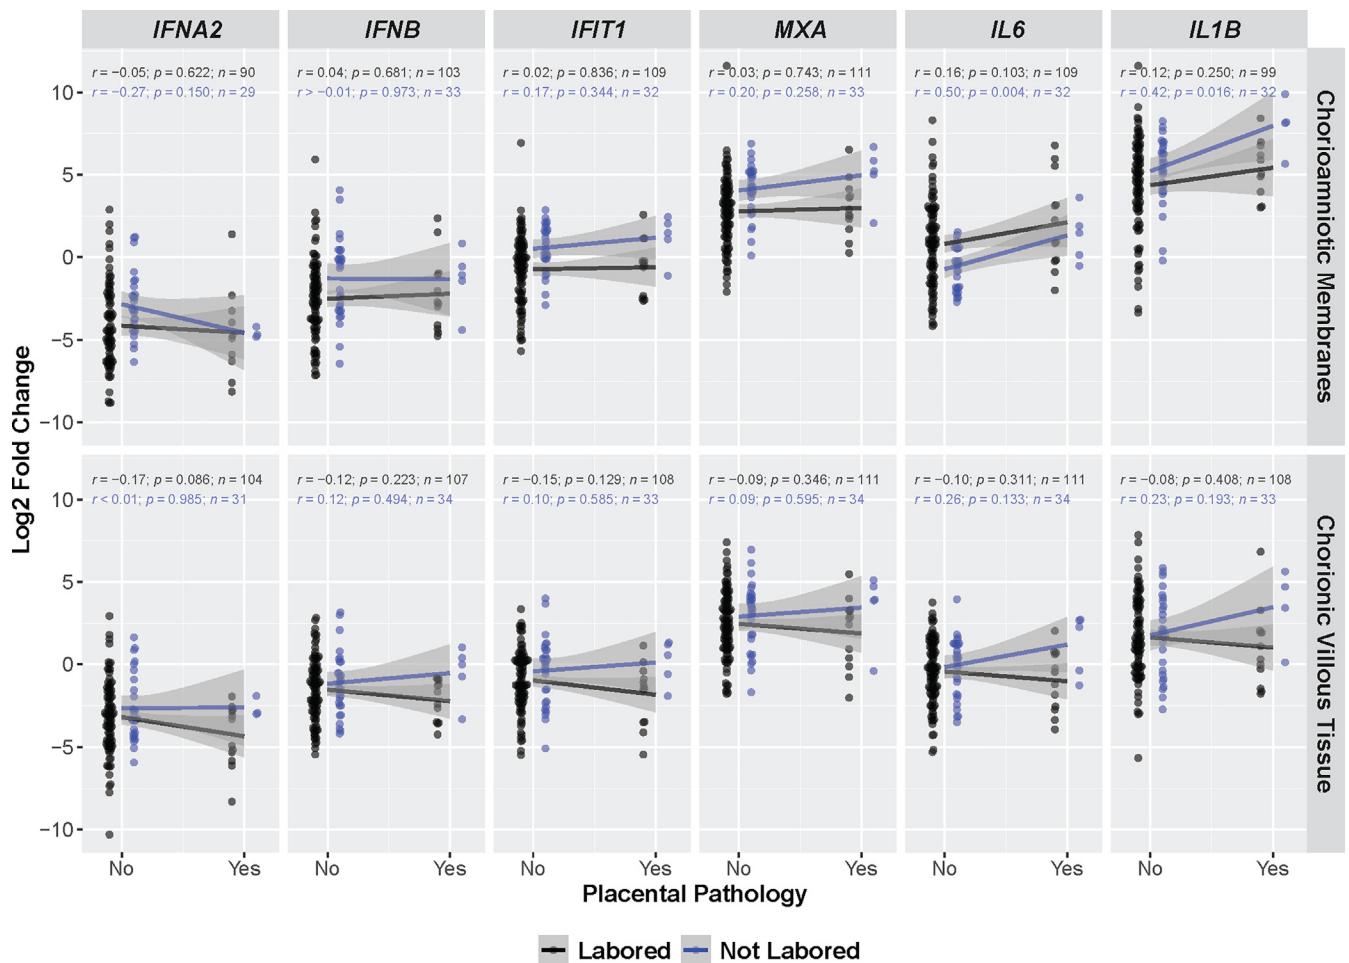 IFNA2 IFNB IFIT1 MXA IL6 IL1B
r = −0.05; p = 0.622; n = 90 r = 0.04; p = 0.681; n = 103 r = 0.02; p = 0.836; n = 109 r = 0.03; p = 0.743; n = 111 r = 0.16; p = 0.103; n = 109 r = 0.12; p = 0.250; n = 99
r = −0.27; p = 0.150; n = 29 r > −0.01; p = 0.973; n = 33 r = 0.17; p = 0.344; n = 32 r = 0.20; p = 0.258; n = 33 r = 0.50; p = 0.004; n = 32 r = 0.42; p = 0.016; n = 32
10
5
0
−5
−10
Chorioamniotic Membranes
Log2 Fold Change
r = −0.17; p = 0.086; n = 104 r = −0.12; p = 0.223; n = 107 r = −0.15; p = 0.129; n = 108 r = −0.09; p = 0.346; n = 111 r = −0.10; p = 0.311; n = 111 r = −0.08; p = 0.408; n = 108
r < 0.01; p = 0.985; n = 31 r = 0.12; p = 0.494; n = 34 r = 0.10; p = 0.585; n = 33 r = 0.09; p = 0.595; n = 34 r = 0.26; p = 0.133; n = 34 r = 0.23; p = 0.193; n = 33
10
5
0
−5
−10
Chorionic Villous Tissue
No Yes No Yes No Yes No Yes No Yes No Yes
Placental Pathology
Labored Not Labored